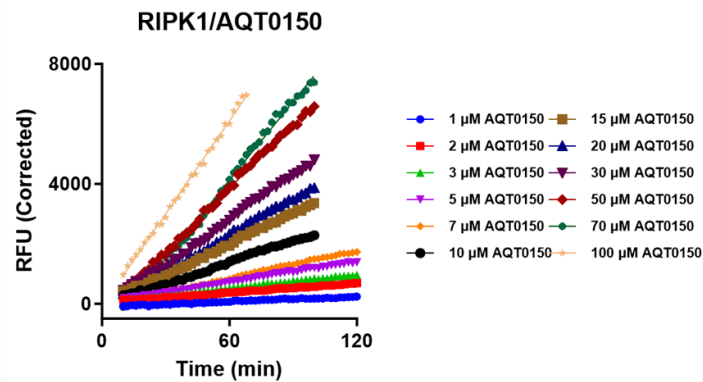 RIPK1/AQT0150
8000
4000
0
RFU (Corrected)
0
60
120
Time (min)
1 µM AQT0150
2 µM AQT0150
3 µM AQT0150
5 µM AQT0150
7 µM AQT0150
10 µM AQT0150
15 µM AQT0150
20 µM AQT0150
30 µM AQT0150
50 µM AQT0150
70 µM AQT0150
100 µM AQT0150